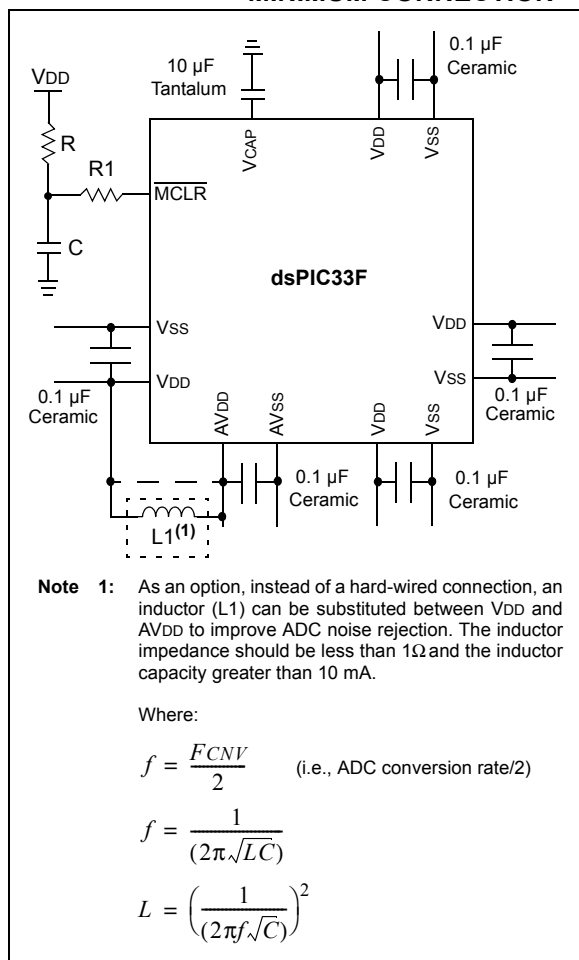 0.1 µF
Ceramic
10 µF
Tantalum
VDD
R
R1
MCLR
C
VCAP
VDD
VSS
dsPIC33F
VSS
VDD
0.1 µF
Ceramic
VDD
VSS
0.1 µF
Ceramic
AVDD
AVSS
VDD
VSS
0.1 µF
Ceramic
0.1 µF
Ceramic
L1(1)
Note 1: As an option, instead of a hard-wired connection, an
inductor (L1) can be substituted between VDD and
AVDD to improve ADC noise rejection. The inductor
impedance should be less than 1Ω and the inductor
capacity greater than 10 mA.
Where:
f = FCNV / 2 (i.e., ADC conversion rate/2)
f = 1 / (2π√LC)
L = (1 / (2πf√C))²